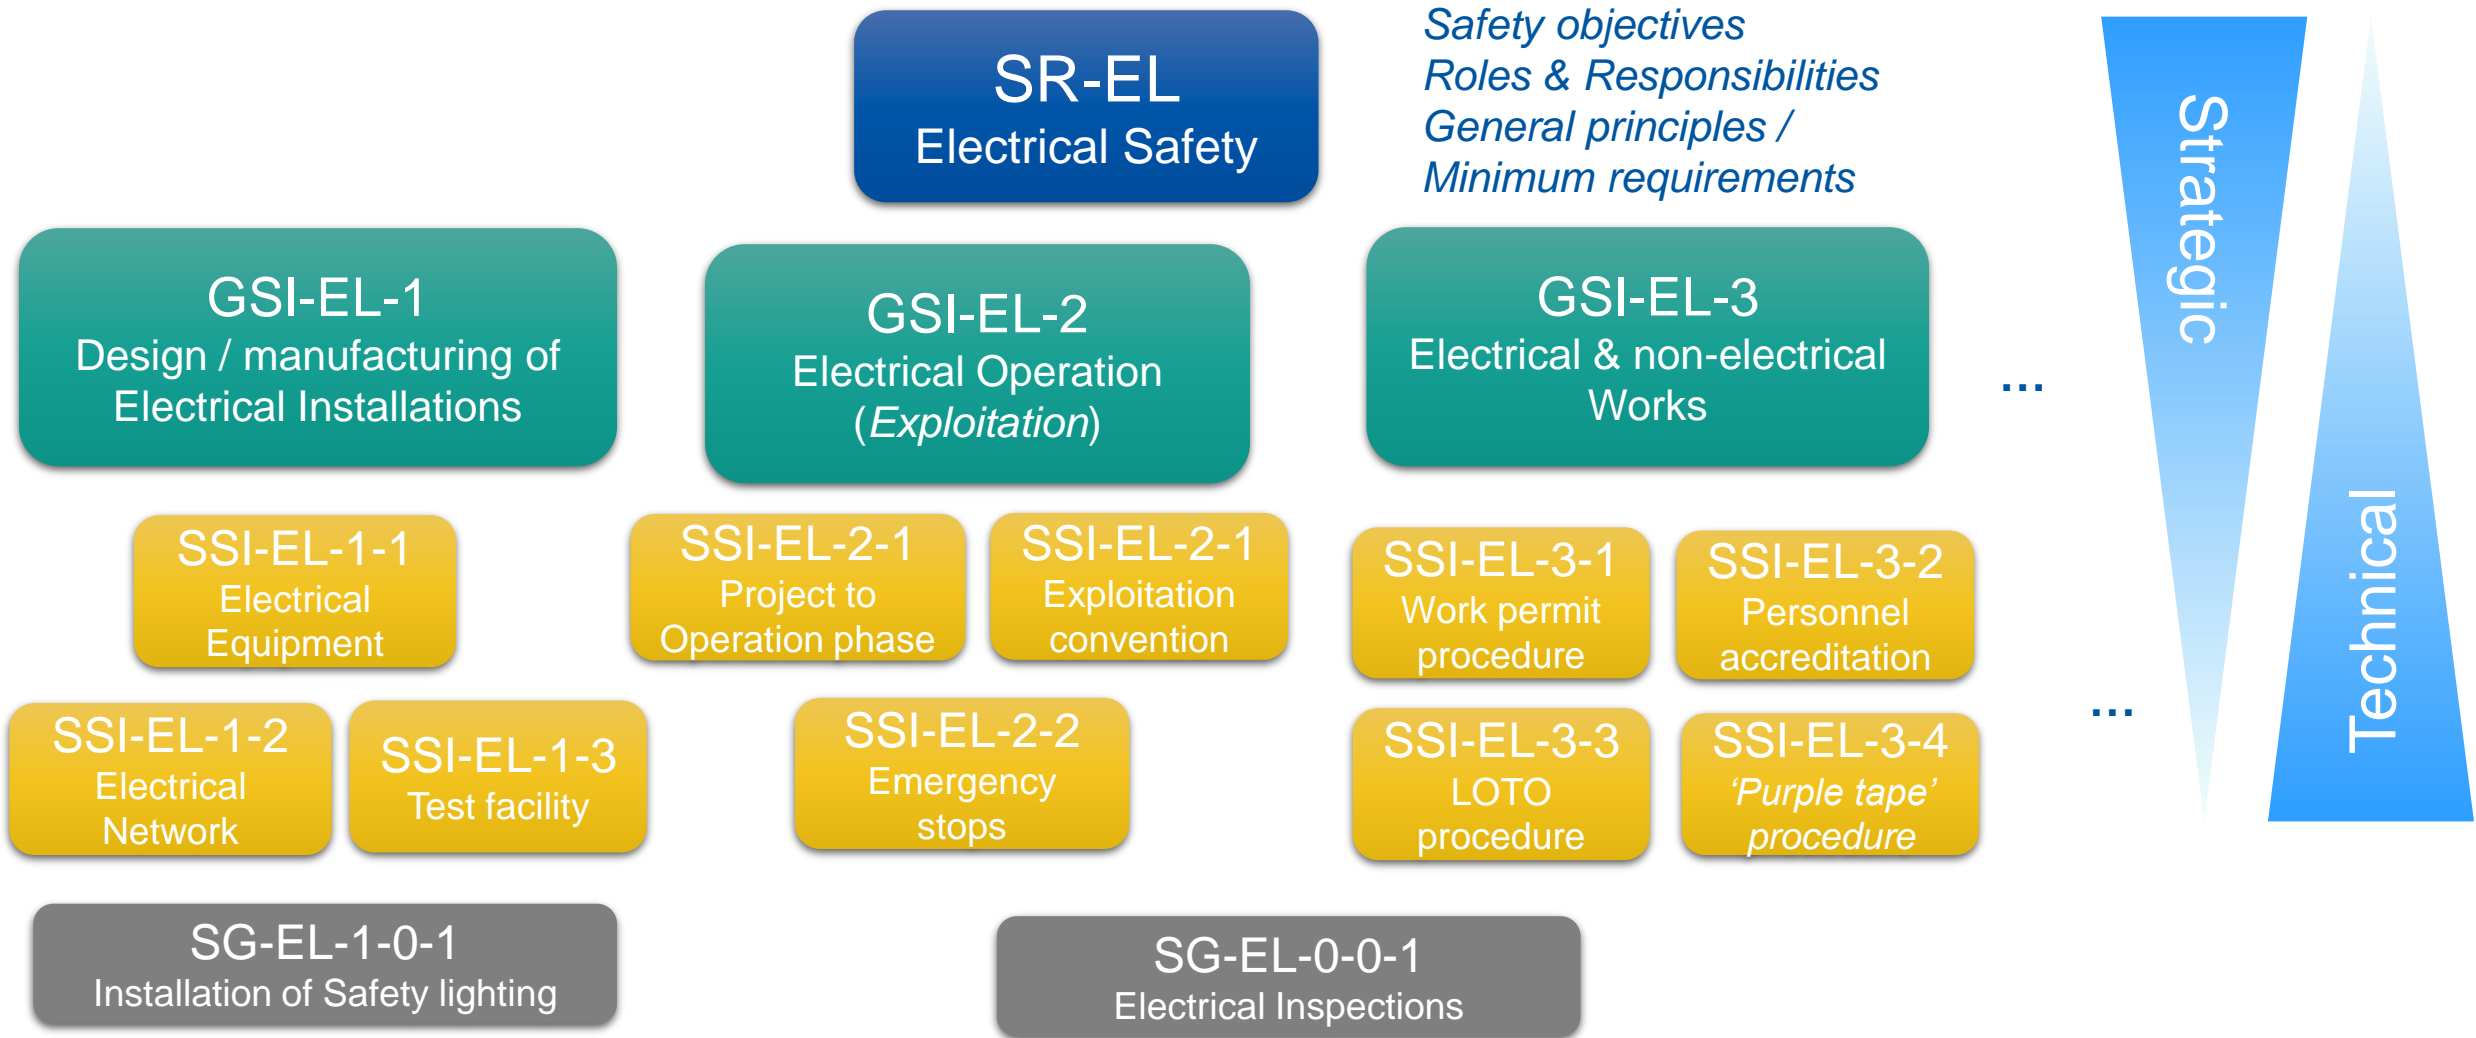 SR-EL
Electrical Safety
Safety objectives
Roles & Responsibilities
General principles /
Minimum requirements
Strategic
Technical
GSI-EL-1
Design / manufacturing of
Electrical Installations
GSI-EL-2
Electrical Operation
(Exploitation)
GSI-EL-3
Electrical & non-electrical
Works
...
SSI-EL-1-1
Electrical
Equipment
SSI-EL-2-1
Project to
Operation phase
SSI-EL-2-1
Exploitation
convention
SSI-EL-3-1
Work permit
procedure
SSI-EL-3-2
Personnel
accreditation
SSI-EL-1-2
Electrical
Network
SSI-EL-1-3
Test facility
SSI-EL-2-2
Emergency
stops
SSI-EL-3-3
LOTO
procedure
SSI-EL-3-4
‘Purple tape’
procedure
...
SG-EL-1-0-1
Installation of Safety lighting
SG-EL-0-0-1
Electrical Inspections